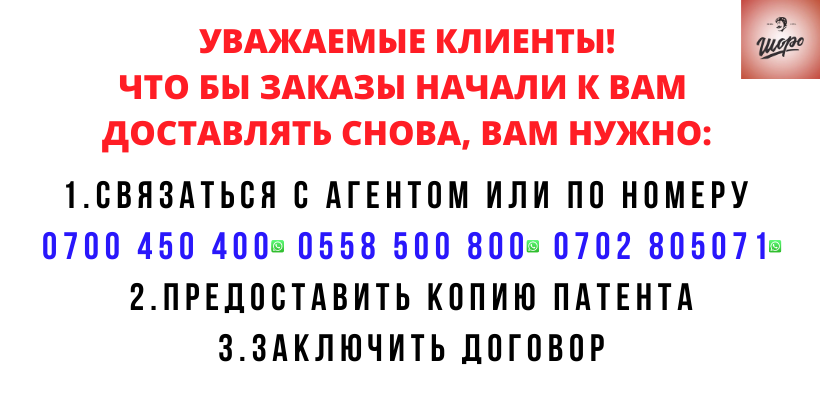 УВАЖАЕМЫЕ КЛИЕНТЫ!
ЧТО БЫ ЗАКАЗЫ НАЧАЛИ К ВАМ
ДОСТАВЛЯТЬ СНОВА, ВАМ НУЖНО:
Шоро
1.СВЯЗАТЬСЯ С АГЕНТОМ ИЛИ ПО НОМЕРУ
0700 450 400 0558 500 800 0702 805071
2.ПРЕДОСТАВИТЬ КОПИЮ ПАТЕНТА
3.ЗАКЛЮЧИТЬ ДОГОВОР